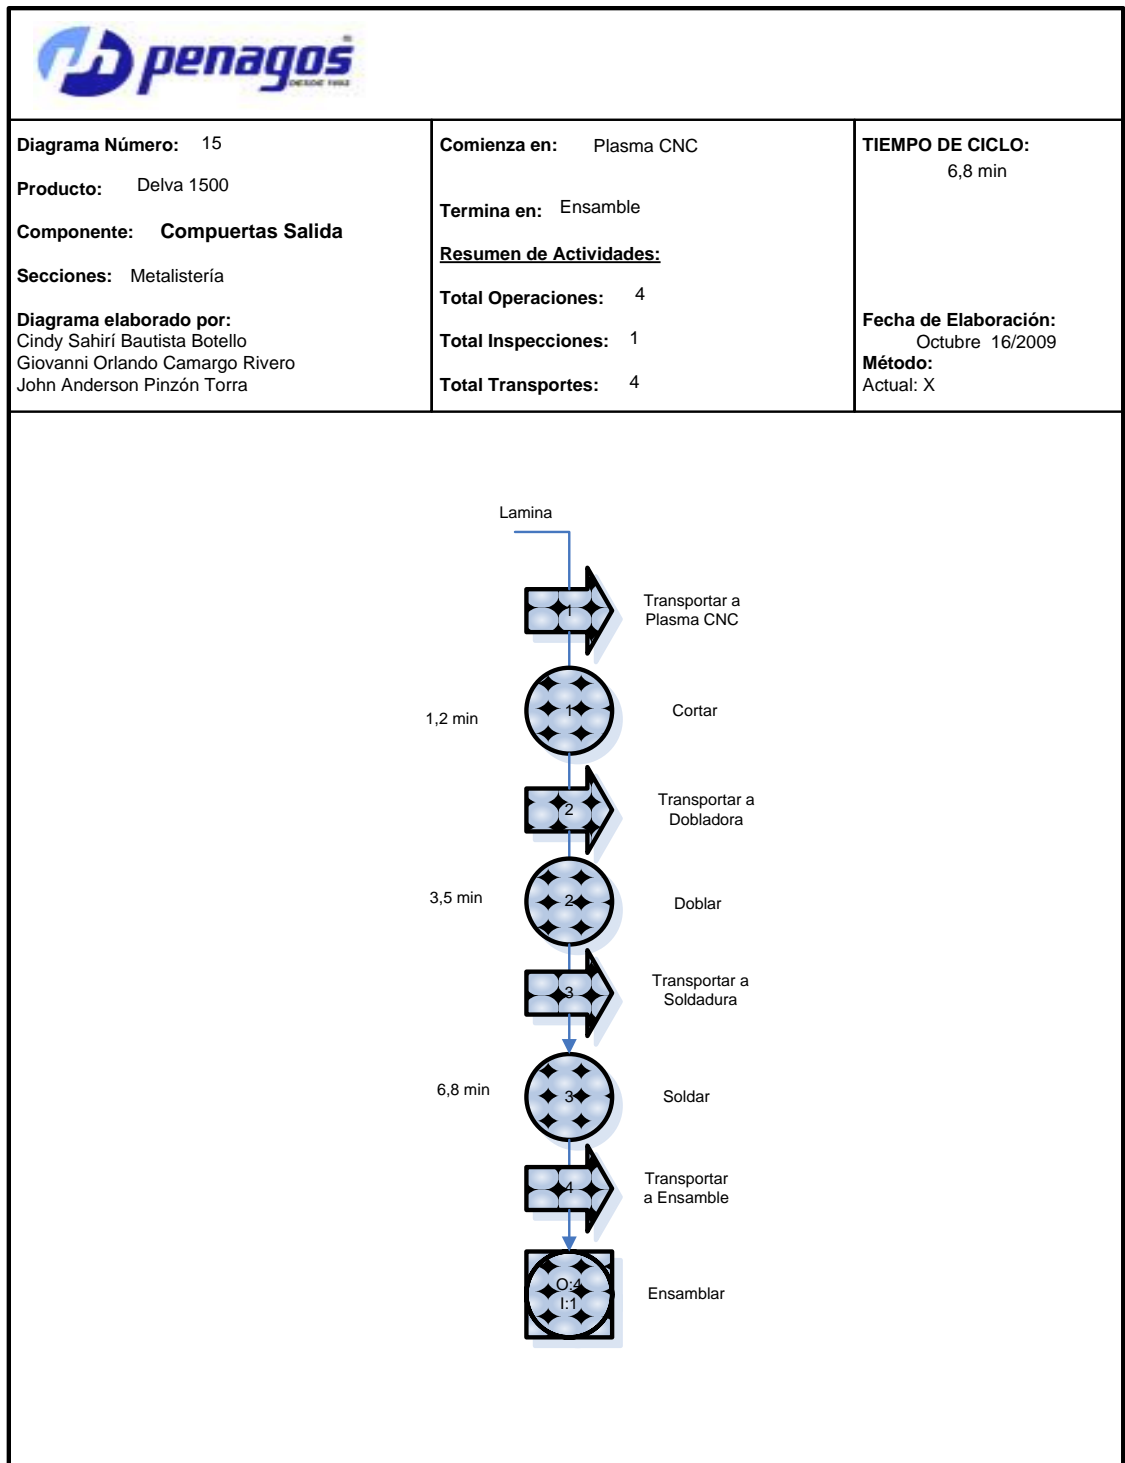 penagos
DESDE 1892
Diagrama Número: 15
Producto: Delva 1500
Componente: Compuertas Salida
Secciones: Metalistería
Diagrama elaborado por:
Cindy Sahirí Bautista Botello
Giovanni Orlando Camargo Rivero
John Anderson Pinzón Torra
Comienza en: Plasma CNC
Termina en: Ensamble
Resumen de Actividades:
Total Operaciones: 4
Total Inspecciones: 1
Total Transportes: 4
TIEMPO DE CICLO:
6,8 min
Fecha de Elaboración:
Octubre 16/2009
Método:
Actual: X
Lamina
1
Transportar a
Plasma CNC
1,2 min
1
Cortar
2
Transportar a
Dobladora
3,5 min
2
Doblar
3
Transportar a
Soldadura
6,8 min
3
Soldar
4
Transportar
a Ensamble
O:4
I:1
Ensamblar